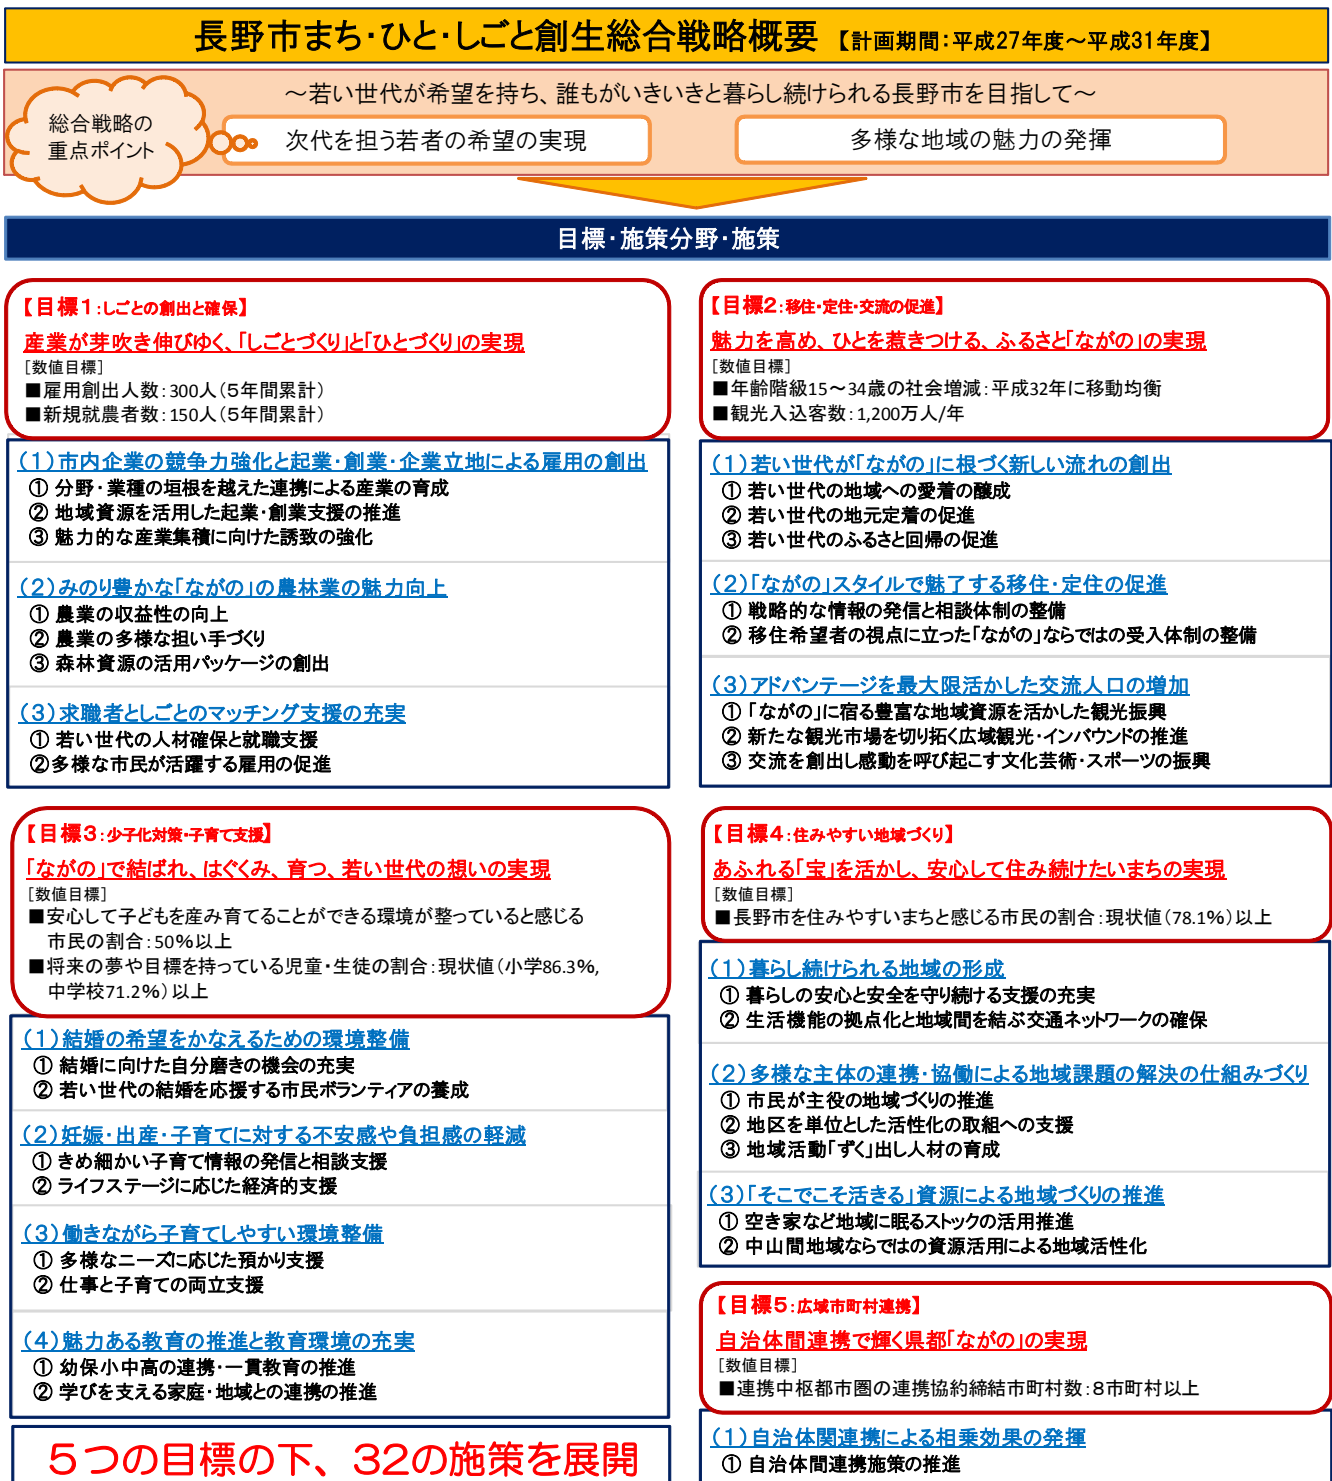 長野市まち・ひと・しごと創生総合戦略概要 【計画期間：平成27年度～平成31年度】
～若い世代が希望を持ち、誰もがいきいきと暮らし続けられる長野市を目指して～
総合戦略の
重点ポイント
次代を担う若者の希望の実現
多様な地域の魅力の発揮
目標・施策分野・施策
【目標１：しごとの創出と確保】
産業が芽吹き伸びゆく、「しごとづくり」と「ひとづくり」の実現
[数値目標]
■雇用創出人数：300人（５年間累計）
■新規就農者数：150人（５年間累計）
（１）市内企業の競争力強化と起業・創業・企業立地による雇用の創出
① 分野・業種の垣根を越えた連携による産業の育成
② 地域資源を活用した起業・創業支援の推進
③ 魅力的な産業集積に向けた誘致の強化
（２）みのり豊かな「ながの」の農林業の魅力向上
① 農業の収益性の向上
② 農業の多様な担い手づくり
③ 森林資源の活用パッケージの創出
（３）求職者としごとのマッチング支援の充実
① 若い世代の人材確保と就職支援
②多様な市民が活躍する雇用の促進
【目標２：移住・定住・交流の促進】
魅力を高め、ひとを惹きつける、ふるさと「ながの」の実現
[数値目標]
■年齢階級15～34歳の社会増減：平成32年に移動均衡
■観光入込客数：1,200万人/年
（１）若い世代が「ながの」に根づく新しい流れの創出
① 若い世代の地域への愛着の醸成
② 若い世代の地元定着の促進
③ 若い世代のふるさと回帰の促進
（２）「ながの」スタイルで魅了する移住・定住の促進
① 戦略的な情報の発信と相談体制の整備
② 移住希望者の視点に立った「ながの」ならではの受入体制の整備
（３）アドバンテージを最大限活かした交流人口の増加
① 「ながの」に宿る豊富な地域資源を活かした観光振興
② 新たな観光市場を切り拓く広域観光・インバウンドの推進
③ 交流を創出し感動を呼び起こす文化芸術・スポーツの振興
【目標３：少子化対策・子育て支援】
「ながの」で結ばれ、はぐくみ、育つ、若い世代の想いの実現
[数値目標]
■安心して子どもを産み育てることができる環境が整っていると感じる
市民の割合：50％以上
■将来の夢や目標を持っている児童・生徒の割合：現状値（小学86.3％,
中学校71.2％）以上
（１）結婚の希望をかなえるための環境整備
① 結婚に向けた自分磨きの機会の充実
② 若い世代の結婚を応援する市民ボランティアの養成
（２）妊娠・出産・子育てに対する不安感や負担感の軽減
① きめ細かい子育て情報の発信と相談支援
② ライフステージに応じた経済的支援
（３）働きながら子育てしやすい環境整備
① 多様なニーズに応じた預かり支援
② 仕事と子育ての両立支援
（４）魅力ある教育の推進と教育環境の充実
① 幼保小中高の連携・一貫教育の推進
② 学びを支える家庭・地域との連携の推進
５つの目標の下、32の施策を展開
【目標４：住みやすい地域づくり】
あふれる「宝」を活かし、安心して住み続けたいまちの実現
[数値目標]
■長野市を住みやすいまちと感じる市民の割合：現状値（78.1％）以上
（１）暮らし続けられる地域の形成
① 暮らしの安心と安全を守り続ける支援の充実
② 生活機能の拠点化と地域間を結ぶ交通ネットワークの確保
（２）多様な主体の連携・協働による地域課題の解決の仕組みづくり
① 市民が主役の地域づくりの推進
② 地区を単位とした活性化の取組への支援
③ 地域活動「ずく」出し人材の育成
（３）「そこでこそ活きる」資源による地域づくりの推進
① 空き家など地域に眠るストックの活用推進
② 中山間地域ならではの資源活用による地域活性化
【目標５：広域市町村連携】
自治体間連携で輝く県都「ながの」の実現
[数値目標]
■連携中枢都市圏の連携協約締結市町村数：８市町村以上
（１）自治体関連携による相乗効果の発揮
① 自治体間連携施策の推進